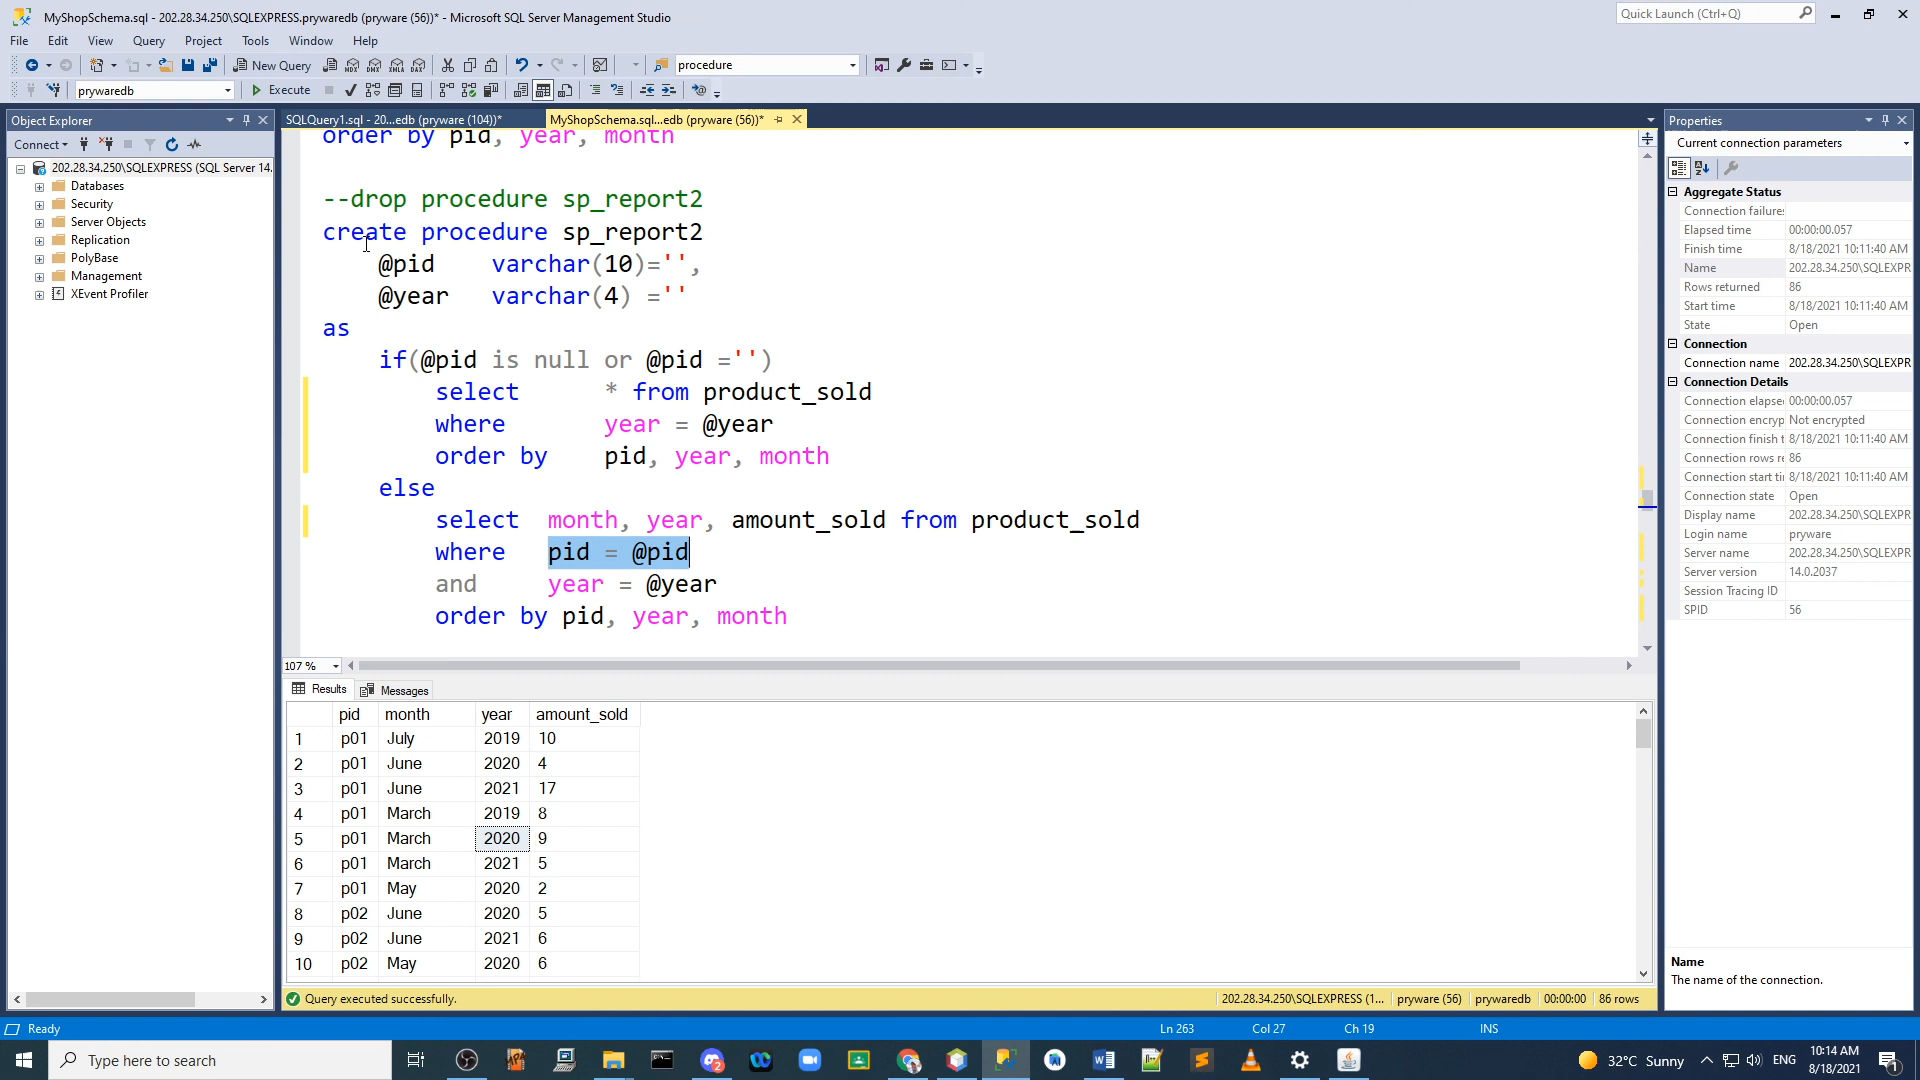 MyShopSchema.sql - 202.28.34.250\SQLEXPRESS.prywaredb (pryware (56))* - Microsoft SQL Server Management Studio
Quick Launch (Ctrl+Q)
File Edit View Query Project Tools Window Help
New Query
procedure
prywaredb
Execute
Object Explorer
Connect
202.28.34.250\SQLEXPRESS (SQL Server 14.
Databases
Security
Server Objects
Replication
PolyBase
Management
XEvent Profiler
SQLQuery1.sql - 20...edb (pryware (104))*
MyShopSchema.sql...edb (pryware (56))*
order by pid, year, month
--drop procedure sp_report2
create procedure sp_report2
@pid varchar(10)='',
@year varchar(4) =''
as
if(@pid is null or @pid ='')
select * from product_sold
where year = @year
order by pid, year, month
else
select month, year, amount_sold from product_sold
where pid = @pid
and year = @year
order by pid, year, month
107 %
Results Messages
pid month year amount_sold
1 p01 July 2019 10
2 p01 June 2020 4
3 p01 June 2021 17
4 p01 March 2019 8
5 p01 March 2020 9
6 p01 March 2021 5
7 p01 May 2020 2
8 p02 June 2020 5
9 p02 June 2021 6
10 p02 May 2020 6
Query executed successfully.
202.28.34.250\SQLEXPRESS (1... pryware (56) prywaredb 00:00:00 86 rows
Properties
Current connection parameters
Aggregate Status
Connection failures
Elapsed time 00:00:00.057
Finish time 8/18/2021 10:11:40 AM
Name 202.28.34.250\SQLEXPR
Rows returned 86
Start time 8/18/2021 10:11:40 AM
State Open
Connection
Connection name 202.28.34.250\SQLEXPR
Connection Details
Connection elapse 00:00:00.057
Connection encryp Not encrypted
Connection finish t 8/18/2021 10:11:40 AM
Connection rows re 86
Connection start ti 8/18/2021 10:11:40 AM
Connection state Open
Display name 202.28.34.250\SQLEXPR
Login name pryware
Server name 202.28.34.250\SQLEXPR
Server version 14.0.2037
Session Tracing ID
SPID 56
Name
The name of the connection.
Ready
Ln 263 Col 27 Ch 19 INS
Type here to search
32°C Sunny
ENG
10:14 AM
8/18/2021